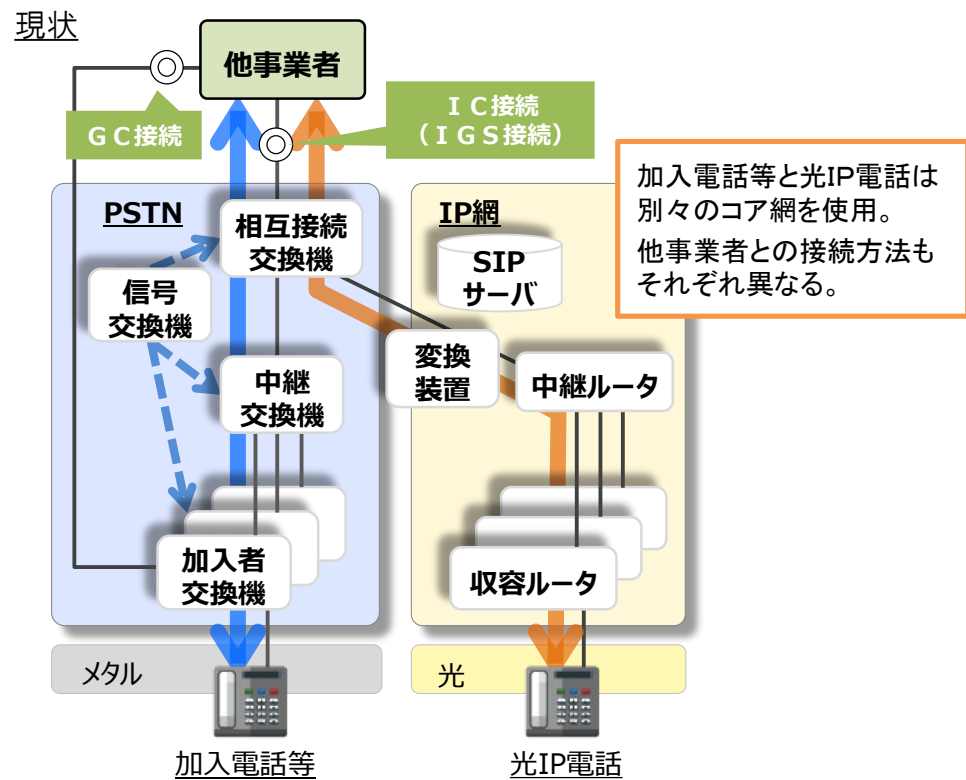 現状
他事業者
GC接続
IC接続
(IGS接続)
加入電話等と光IP電話は
別々のコア網を使用。
他事業者との接続方法も
それぞれ異なる。
PSTN
相互接続
交換機
信号
交換機
中継
交換機
加入者
交換機
IP網
SIP
サーバ
変換
装置
中継ルータ
収容ルータ
メタル
光
加入電話等
光IP電話